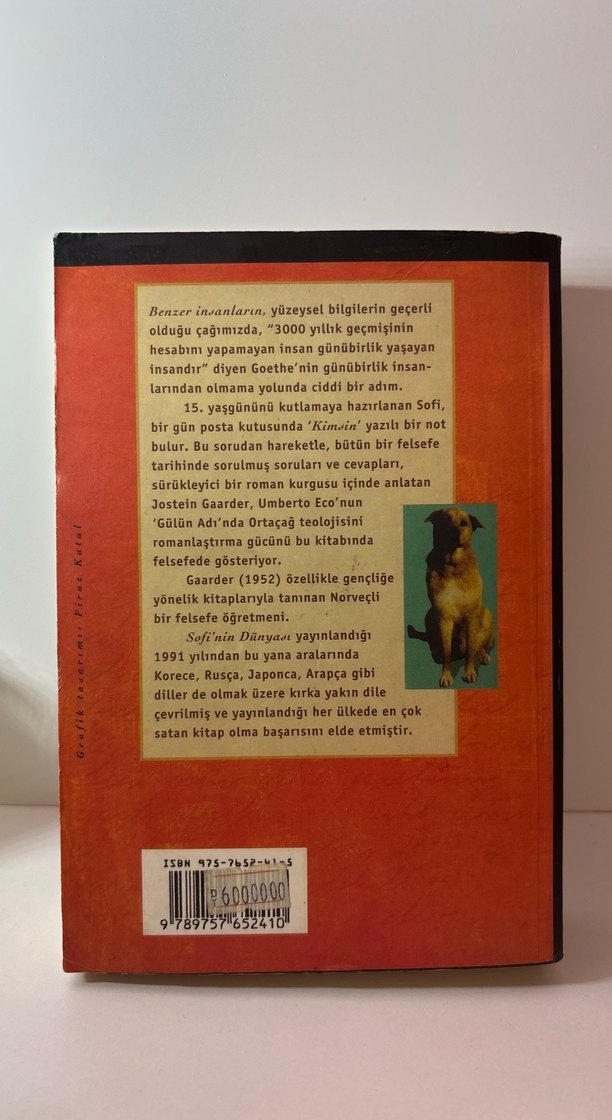 Benzer insanların, yüzeysel bilgilerin geçerli
olduğu çağımızda, “3000 yıllık geçmişinin
hesabını yapamayan insan günübirlik yaşayan
insandır” diyen Goethe’nin günübirlik insan-
larından olmama yolunda ciddi bir adım.
15. yaşgününü kutlamaya hazırlanan Sofi,
bir gün posta kutusunda ‘Kimsin’ yazılı bir not
bulur. Bu sorudan hareketle, bütün bir felsefe
tarihinde sorulmuş soruları ve cevapları,
sürükleyici bir roman kurgusu içinde anlatan
Jostein Gaarder, Umberto Eco’nun
‘Gülün Adı’nda Ortaçağ teolojisini
romanlaştırma gücünü bu kitabında
felsefede gösteriyor.
Gaarder (1952) özellikle gençliğe
yönelik kitaplarıyla tanınan Norveçli
bir felsefe öğretmeni.
Sofi’nin Dünyası yayınlandığı
1991 yılından bu yana aralarında
Korece, Rusça, Japonca, Arapça gibi
diller de olmak üzere kırka yakın dile
çevrilmiş ve yayınlandığı her ülkede en çok
satan kitap olma başarısını elde etmiştir.
Grafik tasarımı: Firuz Kutal
ISBN 975-7652-41-5
6000000
9 789757 652410